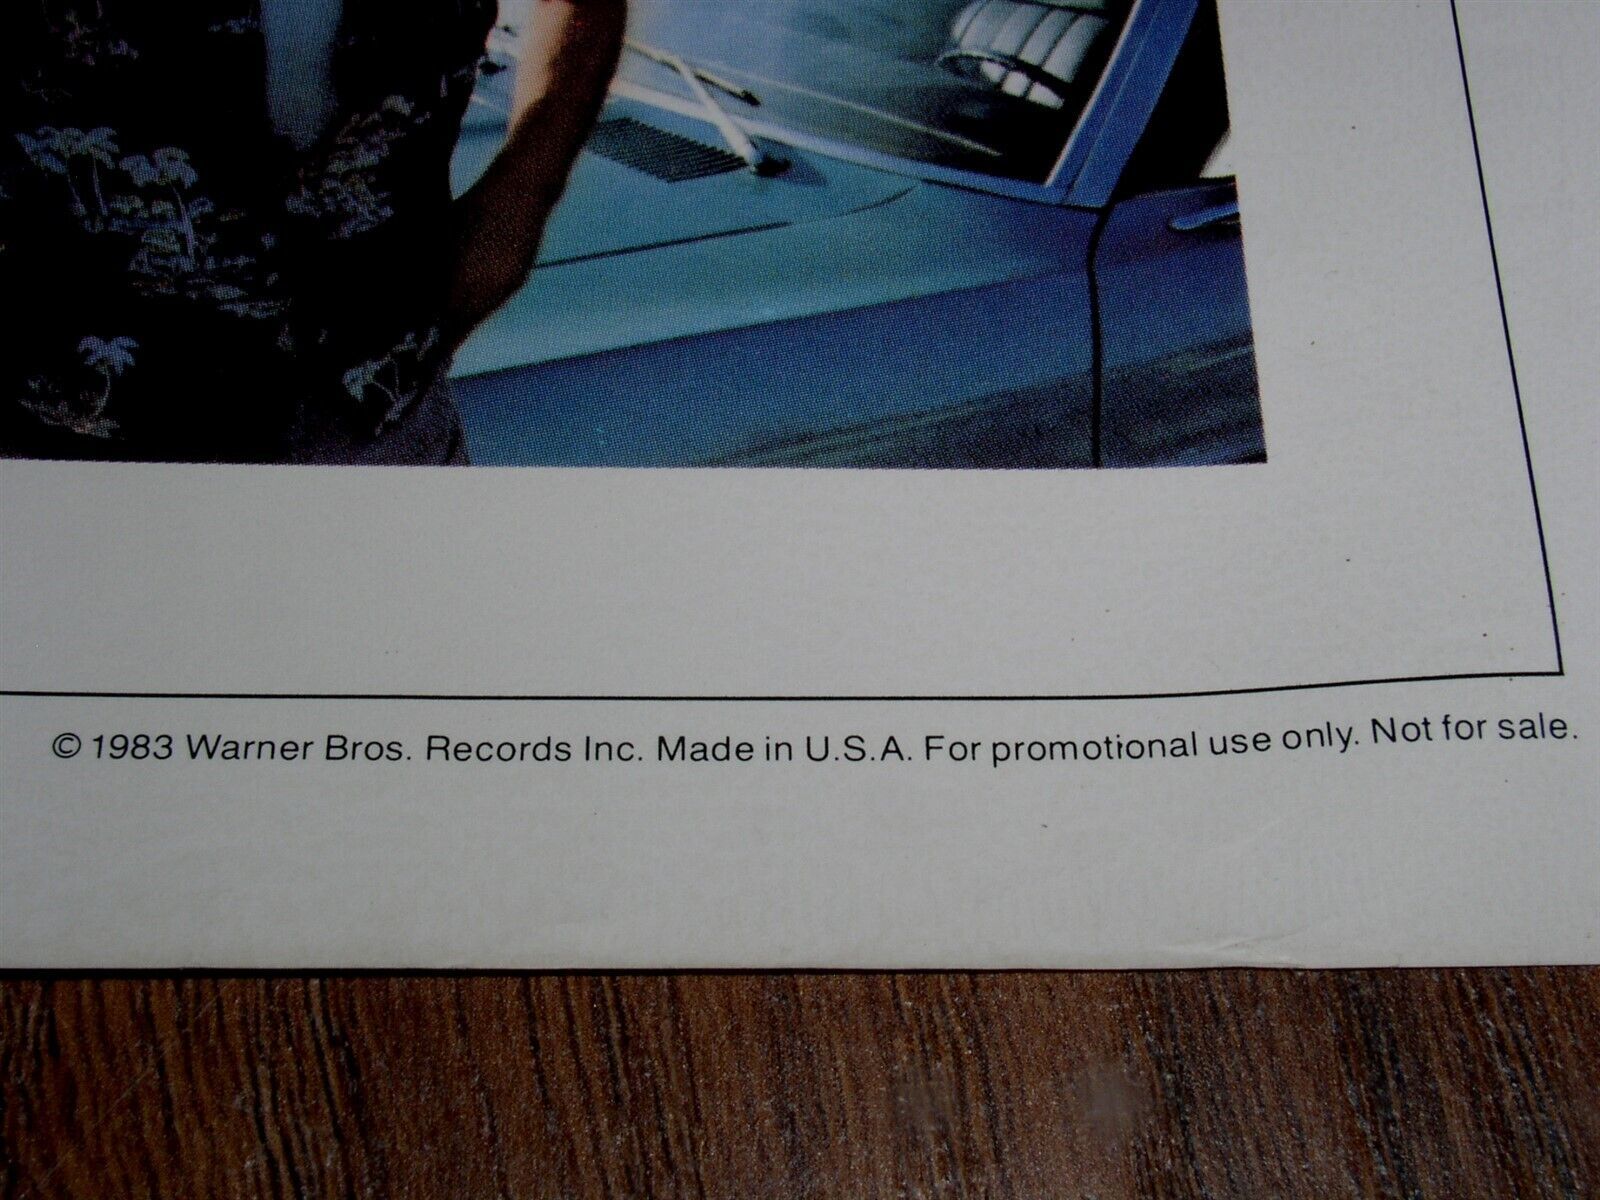 © 1983 Warner Bros. Records Inc. Made in U.S.A. For promotional use only. Not for sale.